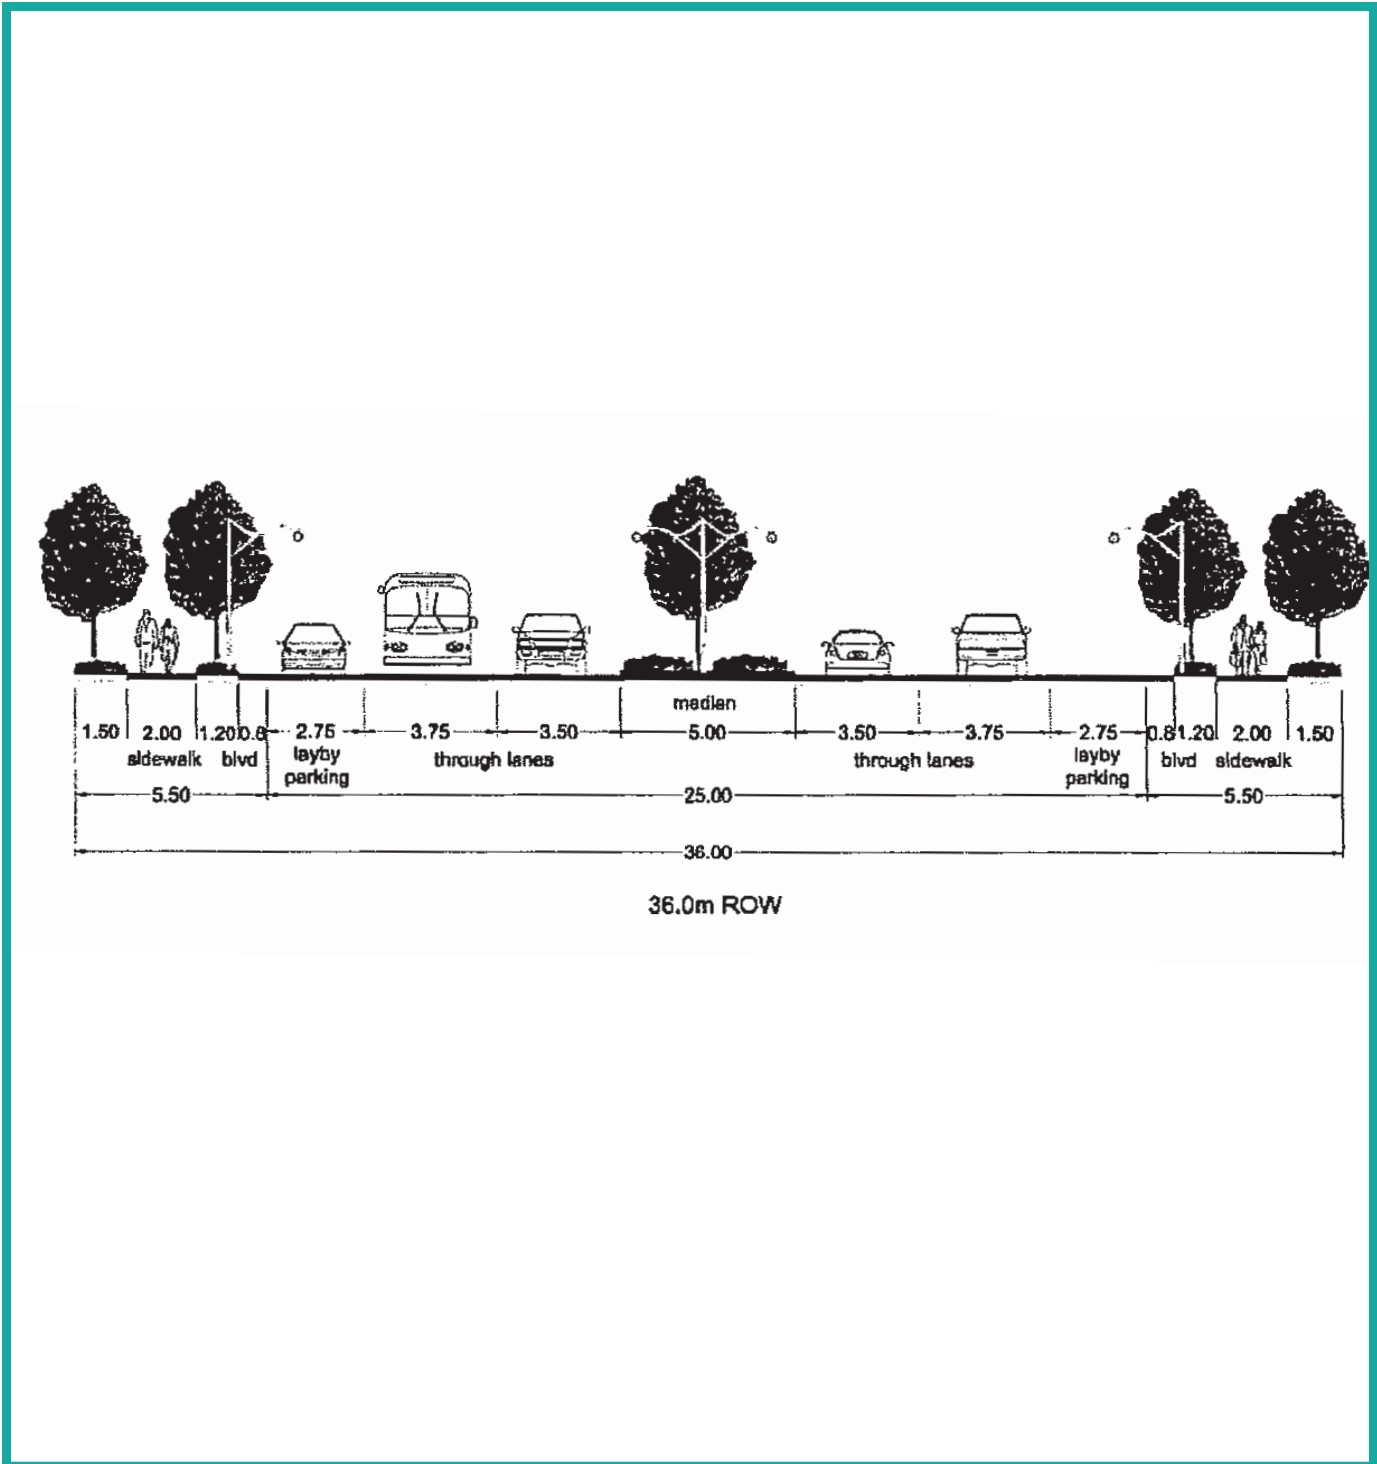 median
1.50 2.00 1.20 0.8 2.75 3.75 3.50 5.00 3.50 3.75 2.75 0.8 1.20 2.00 1.50
sidewalk blvd layby parking through lanes through lanes layby parking blvd sidewalk
5.50 25.00 5.50
36.00
36.0m ROW